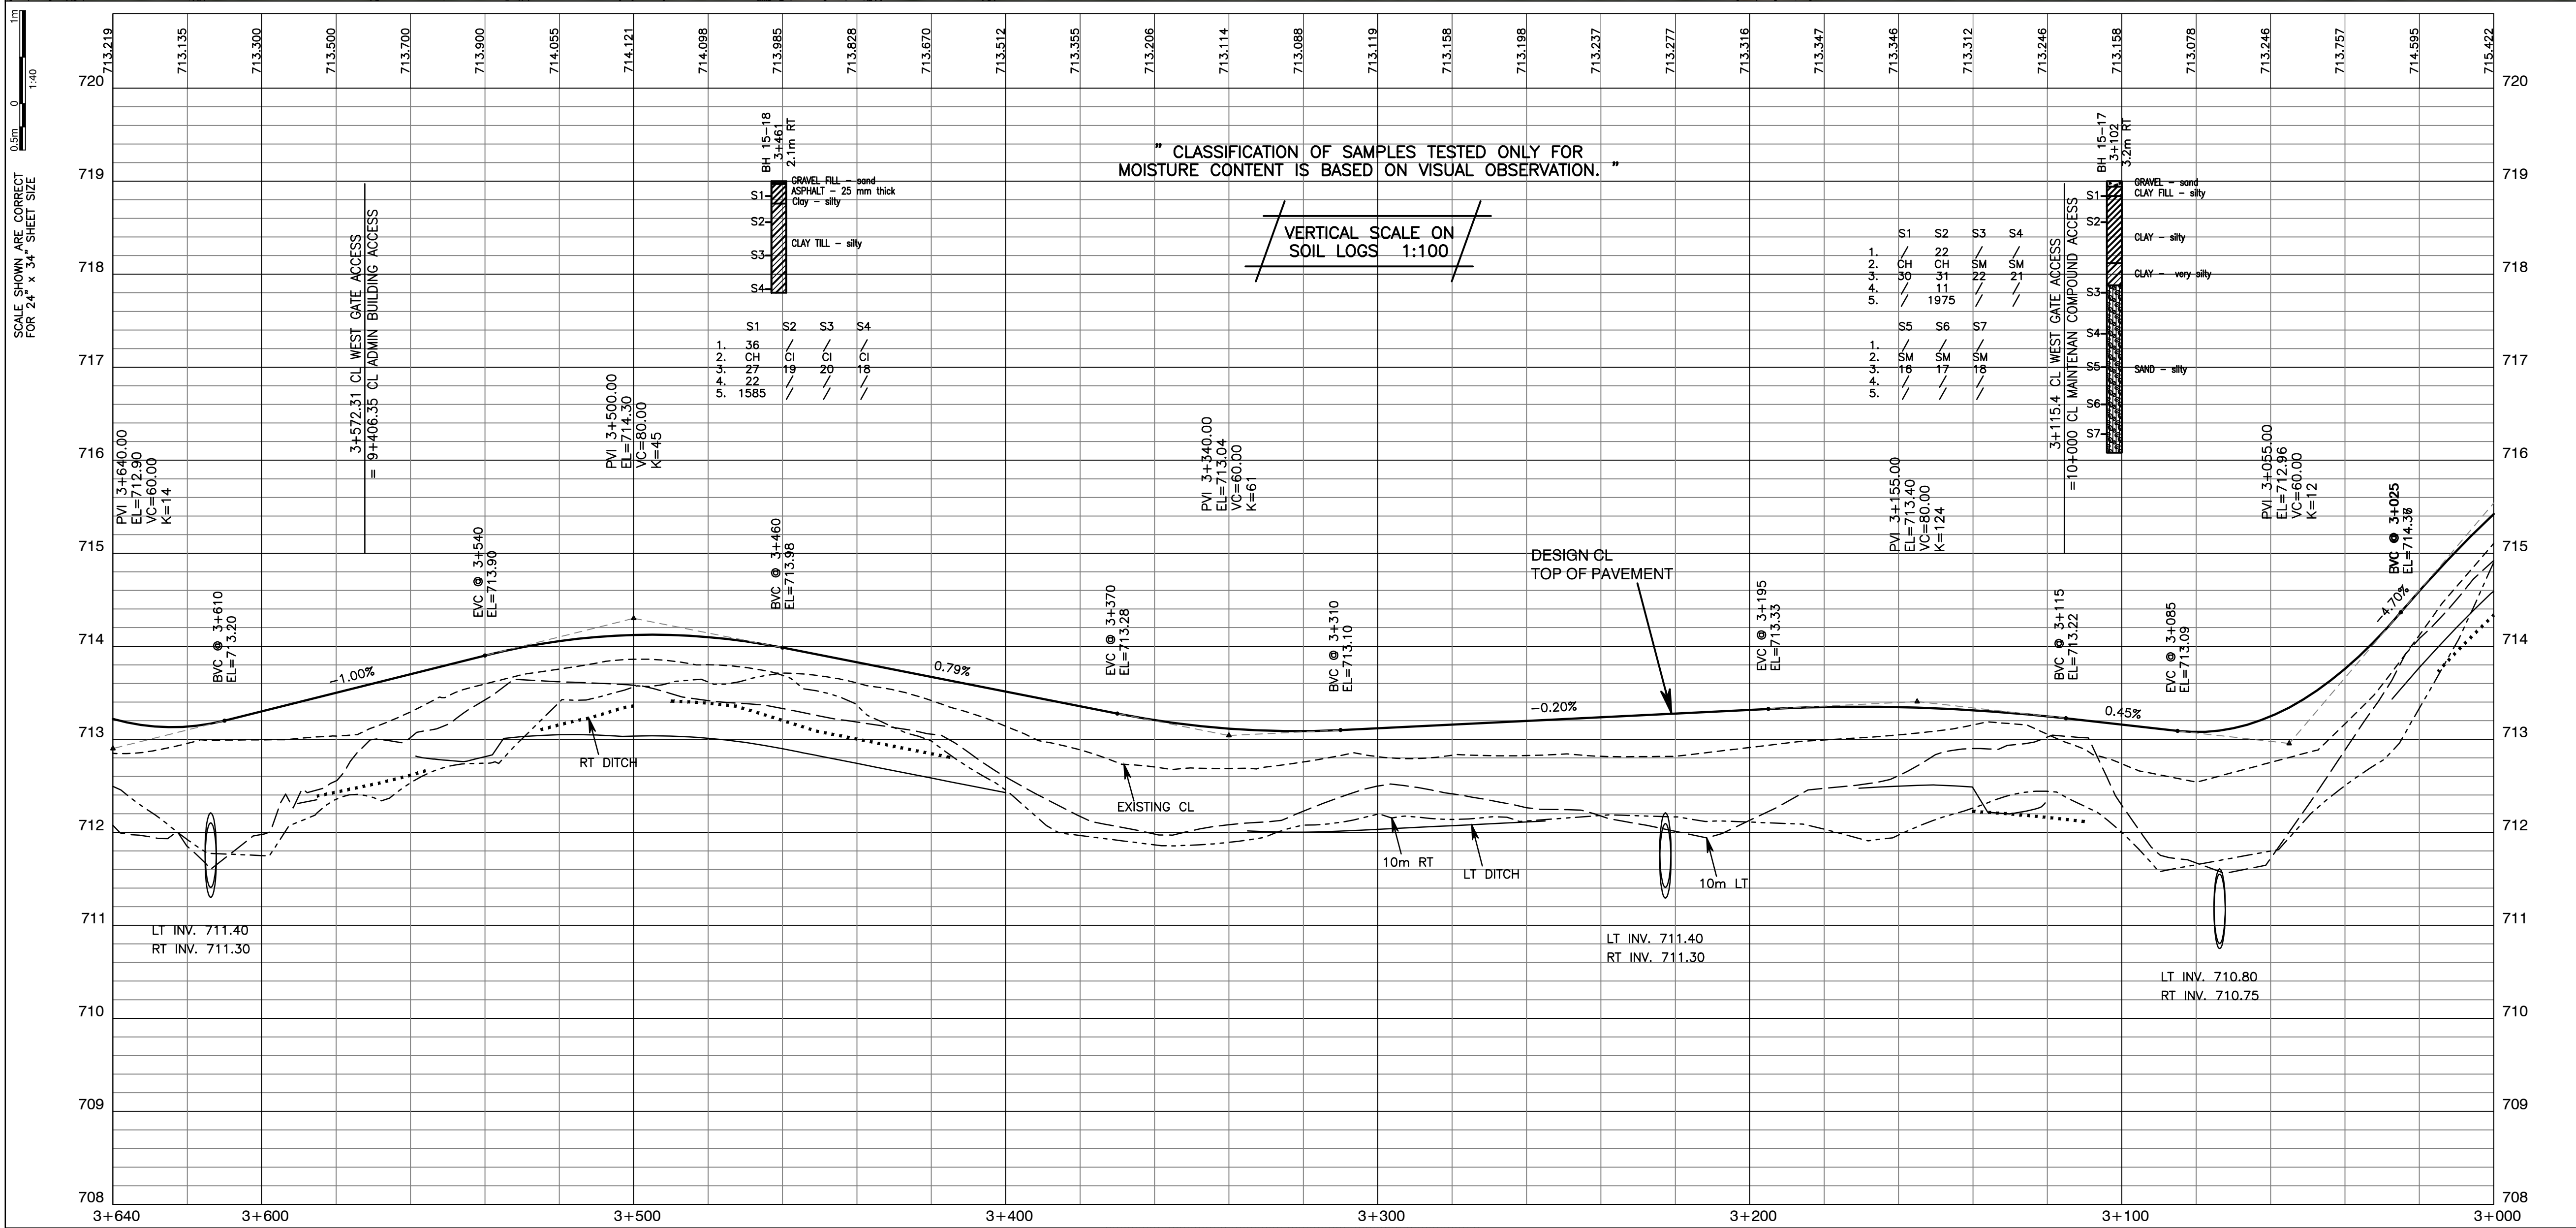 713.219
713.135
713.300
713.500
713.700
713.900
714.055
714.121
714.098
713.985
713.828
713.670
713.512
713.355
713.206
713.114
713.088
713.119
713.158
713.198
713.237
713.277
713.316
713.347
713.346
713.312
713.246
713.158
713.078
713.246
713.757
714.595
715.422
1m
0
0.5m
1:40
SCALE SHOWN ARE CORRECT
FOR 24" x 34" SHEET SIZE
720
719
718
717
716
715
714
713
712
711
710
709
708
720
719
718
717
716
715
714
713
712
711
710
709
708
3+572.31 CL WEST GATE ACCESS
= 9+406.35 CL ADMIN BUILDING ACCESS
BH 15-18
3+461
2.1m RT
GRAVEL FILL - sand
ASPHALT - 25 mm thick
Clay - silty
CLAY TILL - silty
S1
S2
S3
S4
S1 S2 S3 S4
1. 36 / / /
2. CH CI CI CI
3. 27 19 20 18
4. 22 / / /
5. 1585 / / /
" CLASSIFICATION OF SAMPLES TESTED ONLY FOR
MOISTURE CONTENT IS BASED ON VISUAL OBSERVATION. "
VERTICAL SCALE ON
SOIL LOGS 1:100
S1 S2 S3 S4
1. / 22 / /
2. CH CH SM SM
3. 30 31 22 21
4. / 11 / /
5. / 1975 / /
S5 S6 S7
1. / / /
2. SM SM SM
3. 16 17 18
4. / / /
5. / / /
3+115.4 CL WEST GATE ACCESS
=10+000 CL MAINTENAN COMPOUND ACCESS
BH 15-17
3+102
3.2m RT
GRAVEL - sand
CLAY FILL - silty
CLAY - silty
CLAY - very silty
SAND - silty
S1
S2
S3
S4
S5
S6
S7
PVI 3+640.00
EL=712.90
VC=60.00
K=14
BVC @ 3+610
EL=713.20
EVC @ 3+540
EL=713.90
PVI 3+500.00
EL=714.30
VC=80.00
K=45
BVC @ 3+460
EL=713.98
EVC @ 3+370
EL=713.28
PVI 3+340.00
EL=713.04
VC=60.00
K=61
BVC @ 3+310
EL=713.10
EVC @ 3+195
EL=713.33
PVI 3+155.00
EL=713.40
VC=80.00
K=124
BVC @ 3+115
EL=713.22
EVC @ 3+085
EL=713.09
PVI 3+055.00
EL=712.96
VC=60.00
K=12
BVC @ 3+025
-1.00%
0.79%
-0.20%
0.45%
-4.70%
DESIGN CL
TOP OF PAVEMENT
RT DITCH
EXISTING CL
10m RT
LT DITCH
10m LT
LT INV. 711.40
RT INV. 711.30
LT INV. 711.40
RT INV. 711.30
LT INV. 710.80
RT INV. 710.75
3+640
3+600
3+500
3+400
3+300
3+200
3+100
3+000